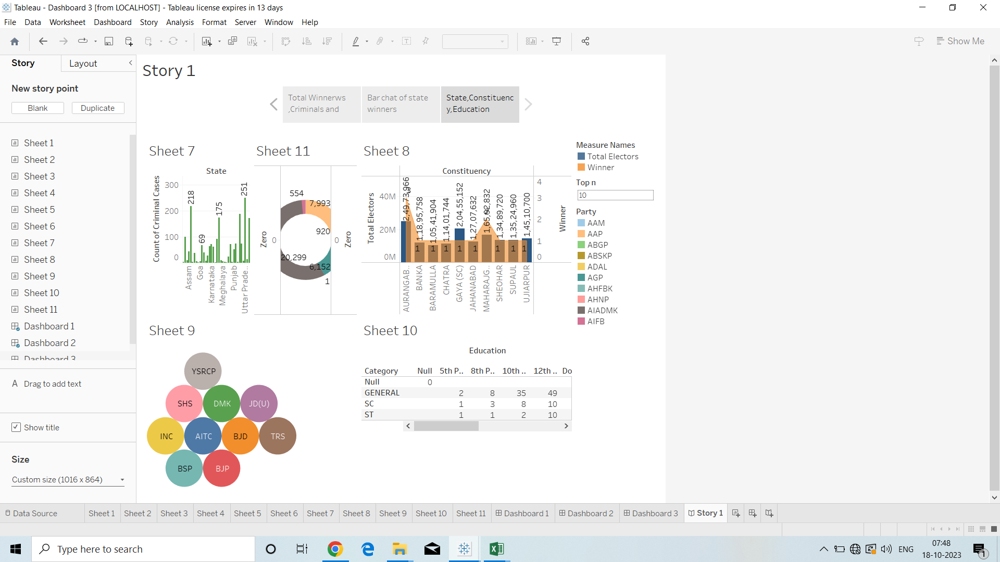 Tableau - Dashboard 3 [from LOCALHOST] - Tableau license expires in 13 days
File Data Worksheet Dashboard Story Analysis Format Server Window Help
Show Me
Story Layout
New story point
Blank Duplicate
Sheet 1
Sheet 2
Sheet 3
Sheet 4
Sheet 5
Sheet 6
Sheet 7
Sheet 8
Sheet 9
Sheet 10
Sheet 11
Dashboard 1
Dashboard 2
Dashboard 3
A Drag to add text
Show title
Size
Custom size (1016 x 864)
Story 1
Total Winnerws
,Criminals and
Bar chat of state
winners
State,Constituenc
y,Education
Sheet 7
State
Count of Criminal Cases
300
200
100
0
218
69
175
251
Assam
Goa
Karnataka
Meghalaya
Punjab
Uttar Prade..
Sheet 11
Zero
0
554
7,993
920
20,299
6,152
1
0
Zero
Sheet 8
Constituency
Total Electors
40M
20M
0M
2,49,73,966
1,18,95,758
1,05,41,904
1,14,01,744
2,04,55,152
1,27,07,632
1,65,02,832
1,34,89,720
1,35,24,960
1,45,10,700
1 1 1 1 1 1 1 1
4
3
2
1
0
Winner
AURANGAB..
BANKA
BARAMULLA
CHATRA
GAYA (SC)
JAHANABAD
MAHARAJG..
SHEOHAR
SUPAUL
UJIARPUR
Measure Names
Total Electors
Winner
Top n
10
Party
AAM
AAP
ABGP
ABSKP
ADAL
AGP
AHFBK
AHNP
AIADMK
AIFB
Sheet 9
YSRCP
SHS DMK JD(U)
INC AITC BJD TRS
BSP BJP
Sheet 10
Education
Category Null 5th P.. 8th P.. 10th .. 12th .. Do
Null 0
GENERAL 2 8 35 49
SC 1 3 8 10
ST 1 1 2 10
Data Source Sheet 1 Sheet 2 Sheet 3 Sheet 4 Sheet 5 Sheet 6 Sheet 7 Sheet 8 Sheet 9 Sheet 10 Sheet 11 Dashboard 1 Dashboard 2 Dashboard 3 Story 1
Type here to search
ENG
07:48
18-10-2023
1